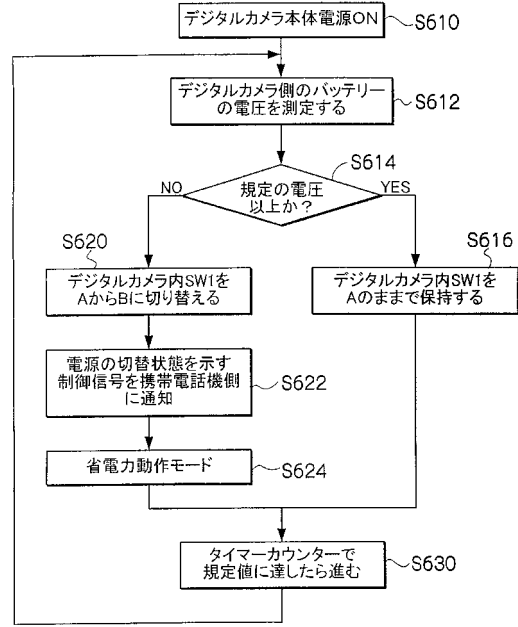 デジタルカメラ本体電源ON
S610
デジタルカメラ側のバッテリー
の電圧を測定する
S612
S614
規定の電圧
以上か?
NO
YES
S620
デジタルカメラ内SW1を
AからBに切り替える
S616
デジタルカメラ内SW1を
Aのままで保持する
電源の切替状態を示す
制御信号を携帯電話機側
に通知
S622
省電力動作モード
S624
タイマーカウンターで
規定値に達したら進む
S630